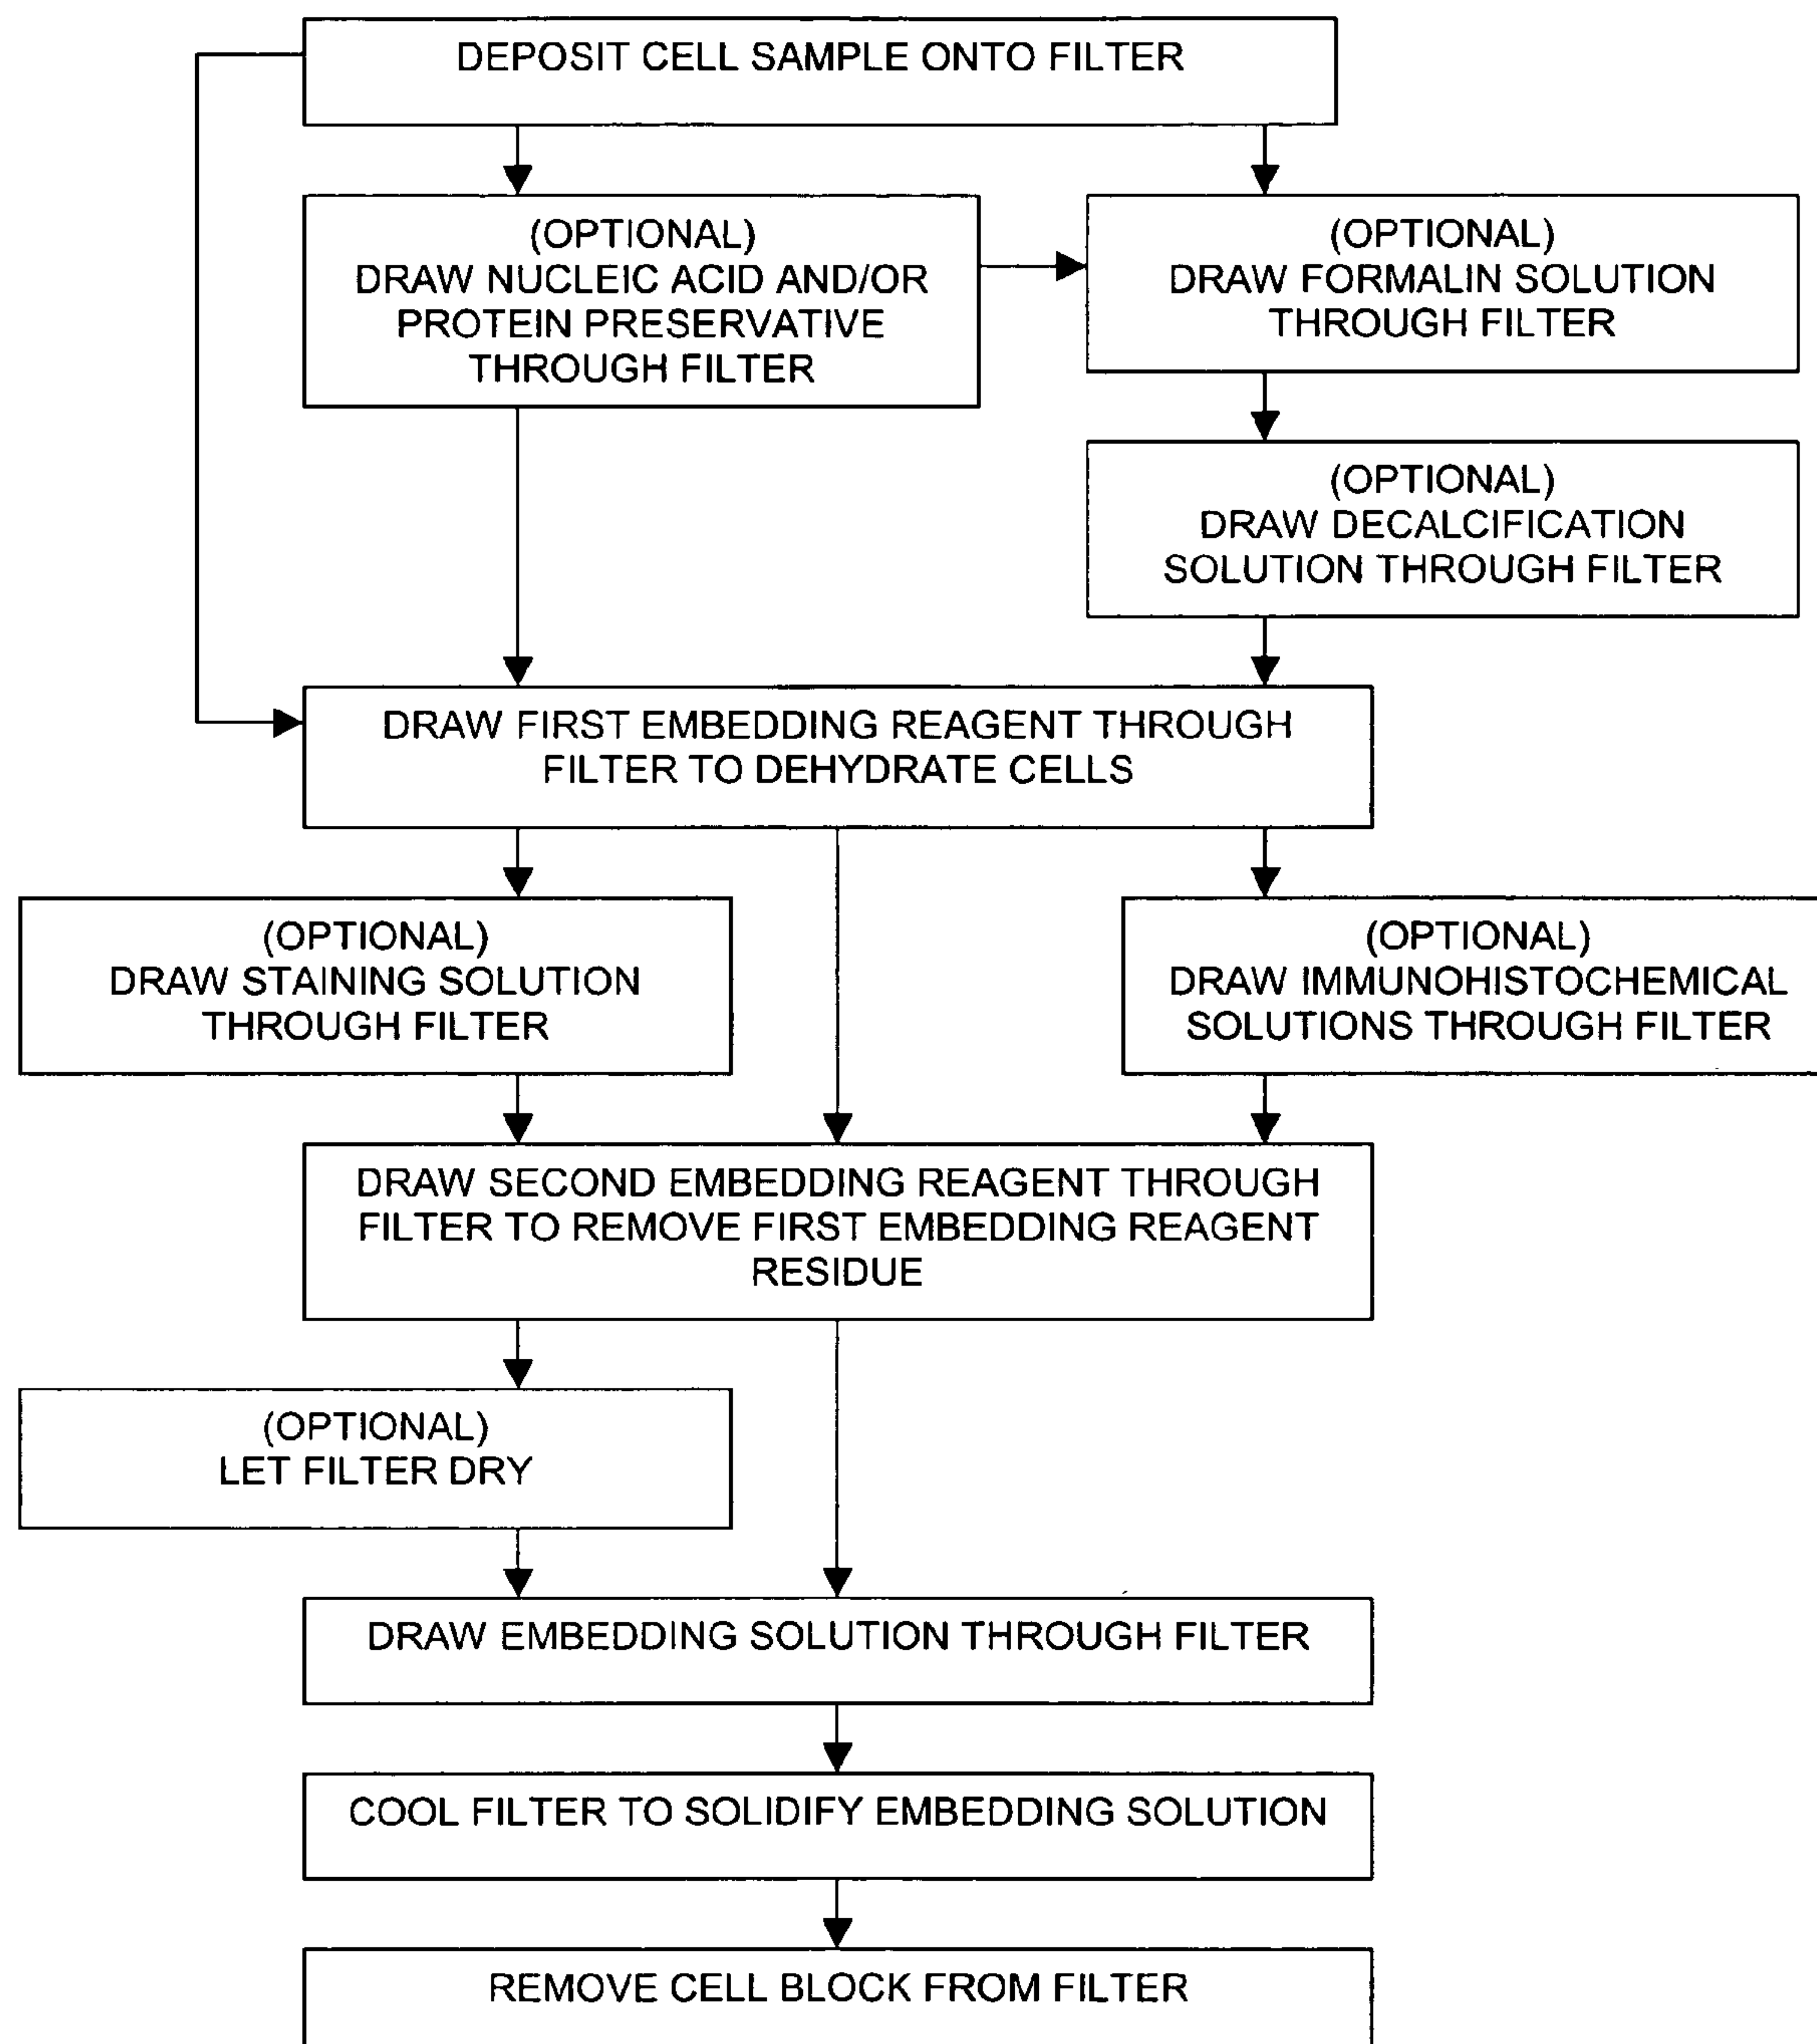 DEPOSIT CELL SAMPLE ONTO FILTER
(OPTIONAL)
DRAW NUCLEIC ACID AND/OR
PROTEIN PRESERVATIVE
THROUGH FILTER
(OPTIONAL)
DRAW FORMALIN SOLUTION
THROUGH FILTER
(OPTIONAL)
DRAW DECALCIFICATION
SOLUTION THROUGH FILTER
DRAW FIRST EMBEDDING REAGENT THROUGH
FILTER TO DEHYDRATE CELLS
(OPTIONAL)
DRAW STAINING SOLUTION
THROUGH FILTER
(OPTIONAL)
DRAW IMMUNOHISTOCHEMICAL
SOLUTIONS THROUGH FILTER
DRAW SECOND EMBEDDING REAGENT THROUGH
FILTER TO REMOVE FIRST EMBEDDING REAGENT
RESIDUE
(OPTIONAL)
LET FILTER DRY
DRAW EMBEDDING SOLUTION THROUGH FILTER
COOL FILTER TO SOLIDIFY EMBEDDING SOLUTION
REMOVE CELL BLOCK FROM FILTER